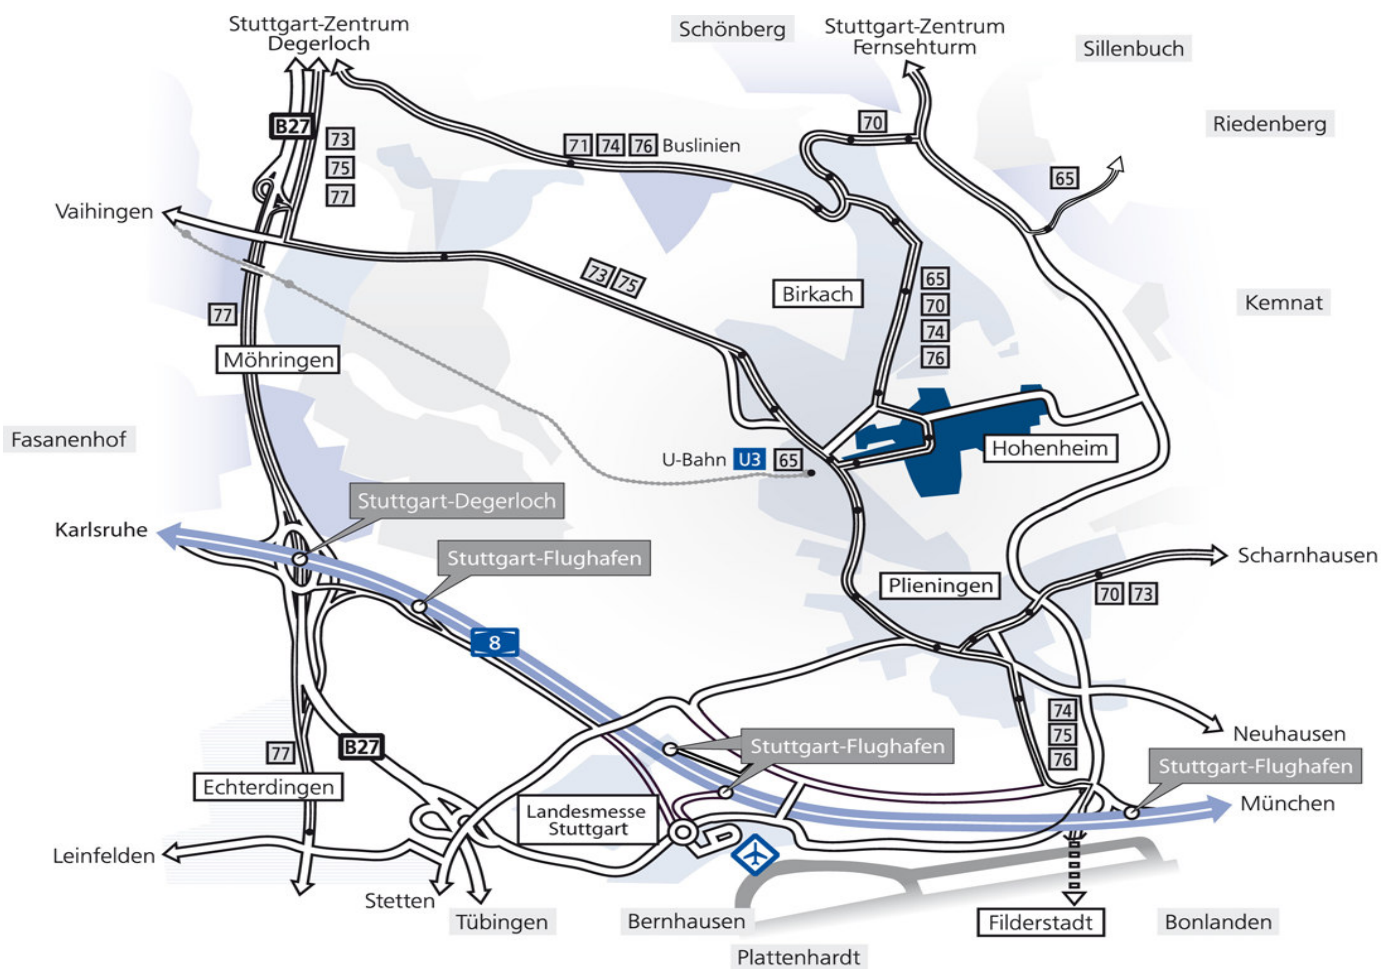 Stuttgart-Zentrum
Degerloch
Schönberg
Stuttgart-Zentrum
Fernsehturm
Sillenbuch
B27
73
75
77
71 74 76 Buslinien
70
Riedenberg
65
Vaihingen
73 75
Birkach
65
70
74
76
Kemnat
77
Möhringen
Fasanenhof
U-Bahn U3 65
Hohenheim
Stuttgart-Degerloch
Karlsruhe
Stuttgart-Flughafen
Plieningen
Scharnhausen
70 73
8
74
75
76
Neuhausen
77
B27
Stuttgart-Flughafen
Stuttgart-Flughafen
Echterdingen
Landesmesse
Stuttgart
München
Leinfelden
Stetten
Tübingen
Bernhausen
Filderstadt
Bonlanden
Plattenhardt